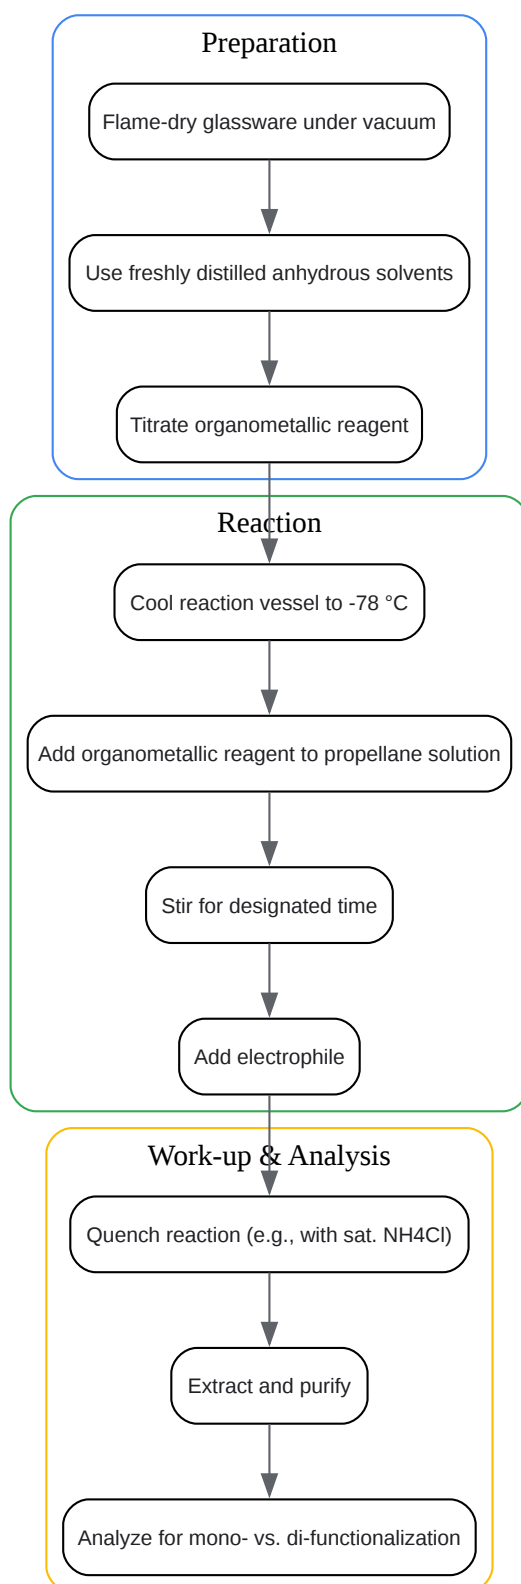 Preparation
Flame-dry glassware under vacuum
Use freshly distilled anhydrous solvents
Titrate organometallic reagent
Reaction
Cool reaction vessel to -78 °C
Add organometallic reagent to propellane solution
Stir for designated time
Add electrophile
Work-up & Analysis
Quench reaction (e.g., with sat. NH4Cl)
Extract and purify
Analyze for mono- vs. di-functionalization